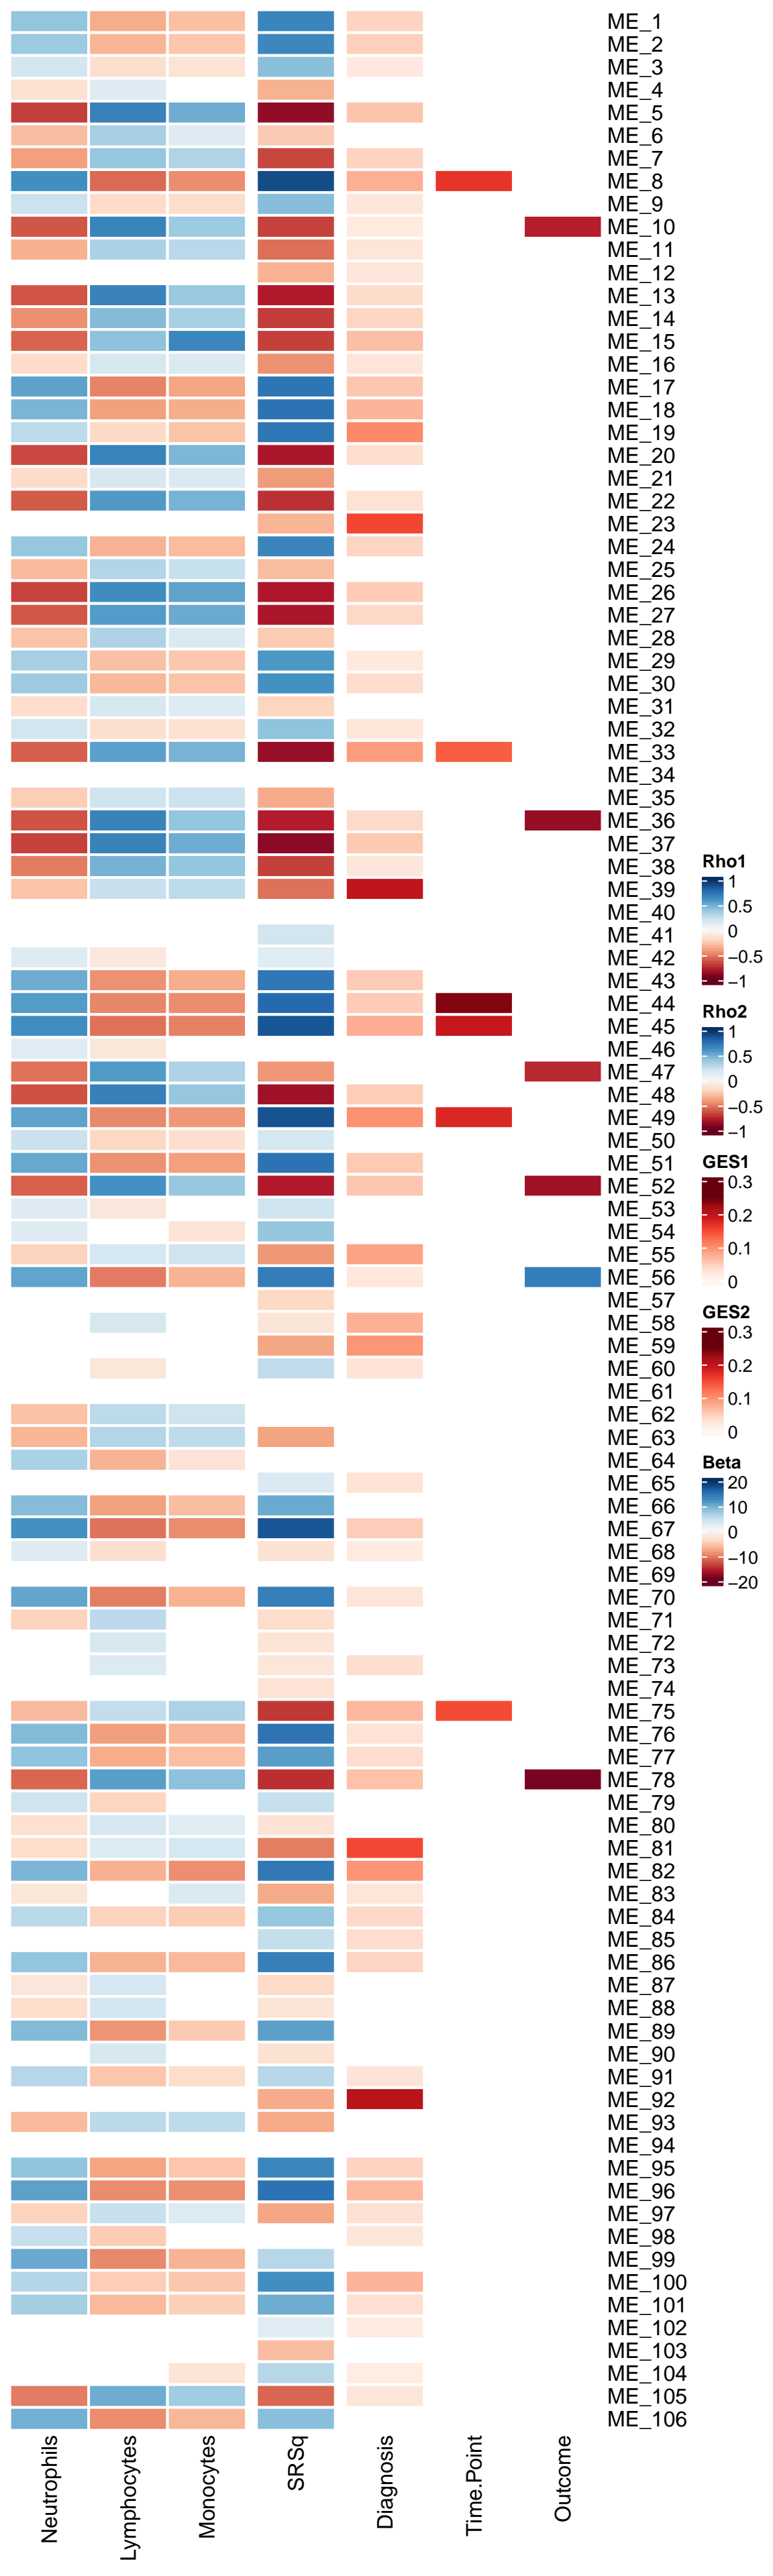 ME_1
ME_2
ME_3
ME_4
ME_5
ME_6
ME_7
ME_8
ME_9
ME_10
ME_11
ME_12
ME_13
ME_14
ME_15
ME_16
ME_17
ME_18
ME_19
ME_20
ME_21
ME_22
ME_23
ME_24
ME_25
ME_26
ME_27
ME_28
ME_29
ME_30
ME_31
ME_32
ME_33
ME_34
ME_35
ME_36
ME_37
ME_38
ME_39
ME_40
ME_41
ME_42
ME_43
ME_44
ME_45
ME_46
ME_47
ME_48
ME_49
ME_50
ME_51
ME_52
ME_53
ME_54
ME_55
ME_56
ME_57
ME_58
ME_59
ME_60
ME_61
ME_62
ME_63
ME_64
ME_65
ME_66
ME_67
ME_68
ME_69
ME_70
ME_71
ME_72
ME_73
ME_74
ME_75
ME_76
ME_77
ME_78
ME_79
ME_80
ME_81
ME_82
ME_83
ME_84
ME_85
ME_86
ME_87
ME_88
ME_89
ME_90
ME_91
ME_92
ME_93
ME_94
ME_95
ME_96
ME_97
ME_98
ME_99
ME_100
ME_101
ME_102
ME_103
ME_104
ME_105
ME_106
Neutrophils
Lymphocytes
Monocytes
SRSq
Diagnosis
Time.Point
Outcome
Rho1
1
0.5
0
−0.5
−1
Rho2
1
0.5
0
−0.5
−1
GES1
0.3
0.2
0.1
0
GES2
0.3
0.2
0.1
0
Beta
20
10
0
−10
−20